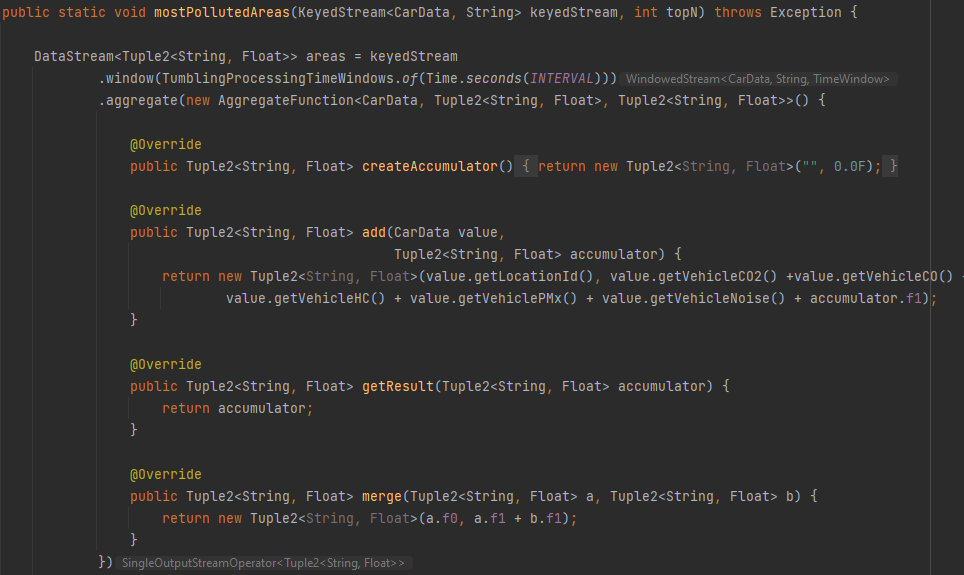 public static void mostPollutedAreas(KeyedStream<CarData, String> keyedStream, int topN) throws Exception {
DataStream<Tuple2<String, Float>> areas = keyedStream
.window(TumblingProcessingTimeWindows.of(Time.seconds(INTERVAL))) WindowedStream<CarData, String, TimeWindow>
.aggregate(new AggregateFunction<CarData, Tuple2<String, Float>, Tuple2<String, Float>>() {
@Override
public Tuple2<String, Float> createAccumulator() { return new Tuple2<String, Float>("", 0.0F); }
@Override
public Tuple2<String, Float> add(CarData value,
Tuple2<String, Float> accumulator) {
return new Tuple2<String, Float>(value.getLocationId(), value.getVehicleCO2() +value.getVehicleCO() +
value.getVehicleHC() + value.getVehiclePMx() + value.getVehicleNoise() + accumulator.f1);
}
@Override
public Tuple2<String, Float> getResult(Tuple2<String, Float> accumulator) {
return accumulator;
}
@Override
public Tuple2<String, Float> merge(Tuple2<String, Float> a, Tuple2<String, Float> b) {
return new Tuple2<String, Float>(a.f0, a.f1 + b.f1);
}
}) SingleOutputStreamOperator<Tuple2<String, Float>>